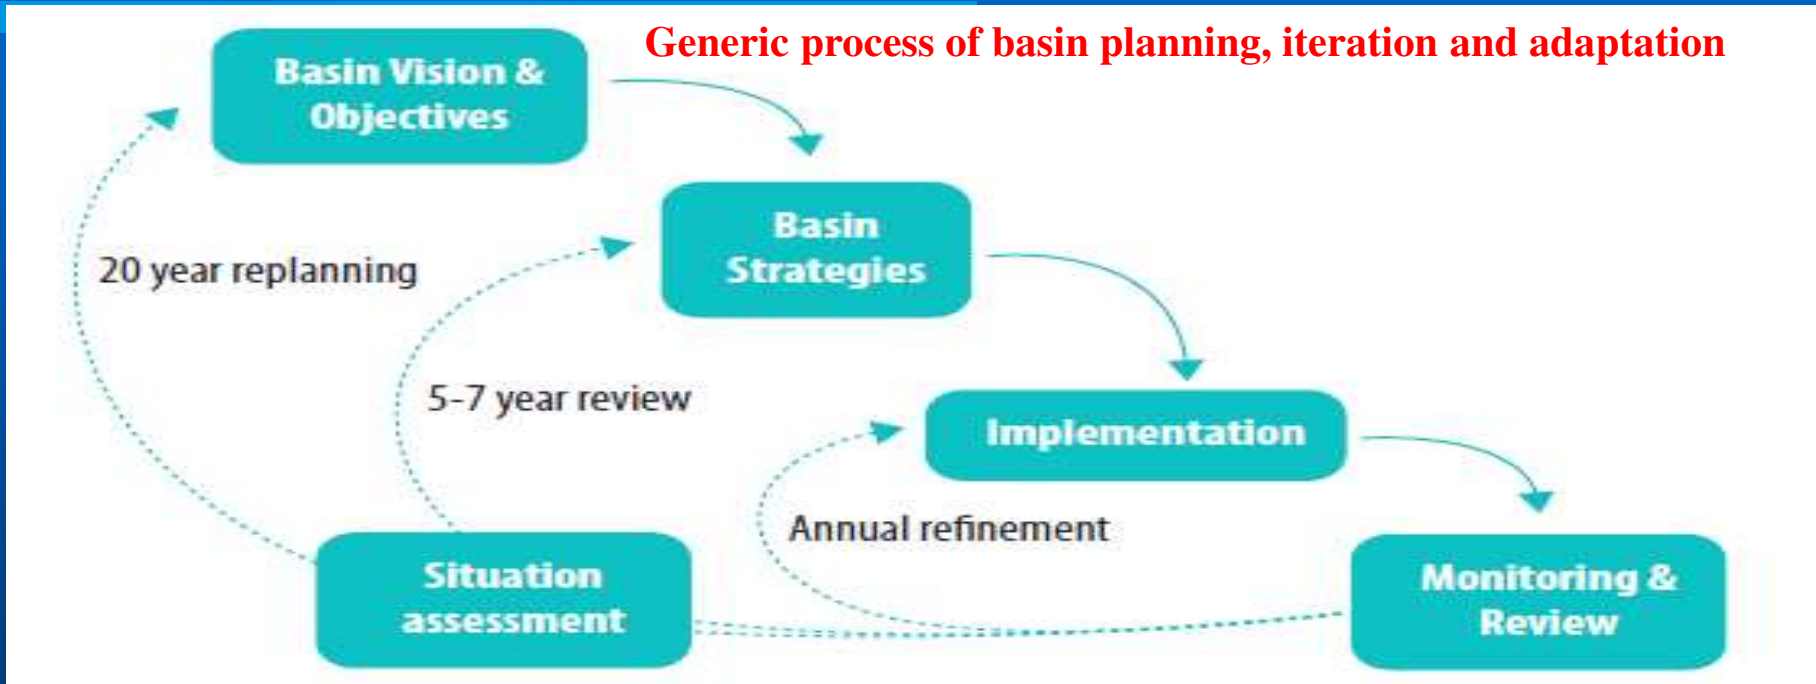 Generic process of basin planning, iteration and adaptation
Basin Vision &
Objectives
Basin
Strategies
20 year replanning
5-7 year review
Implementation
Annual refinement
Situation
assessment
Monitoring &
Review